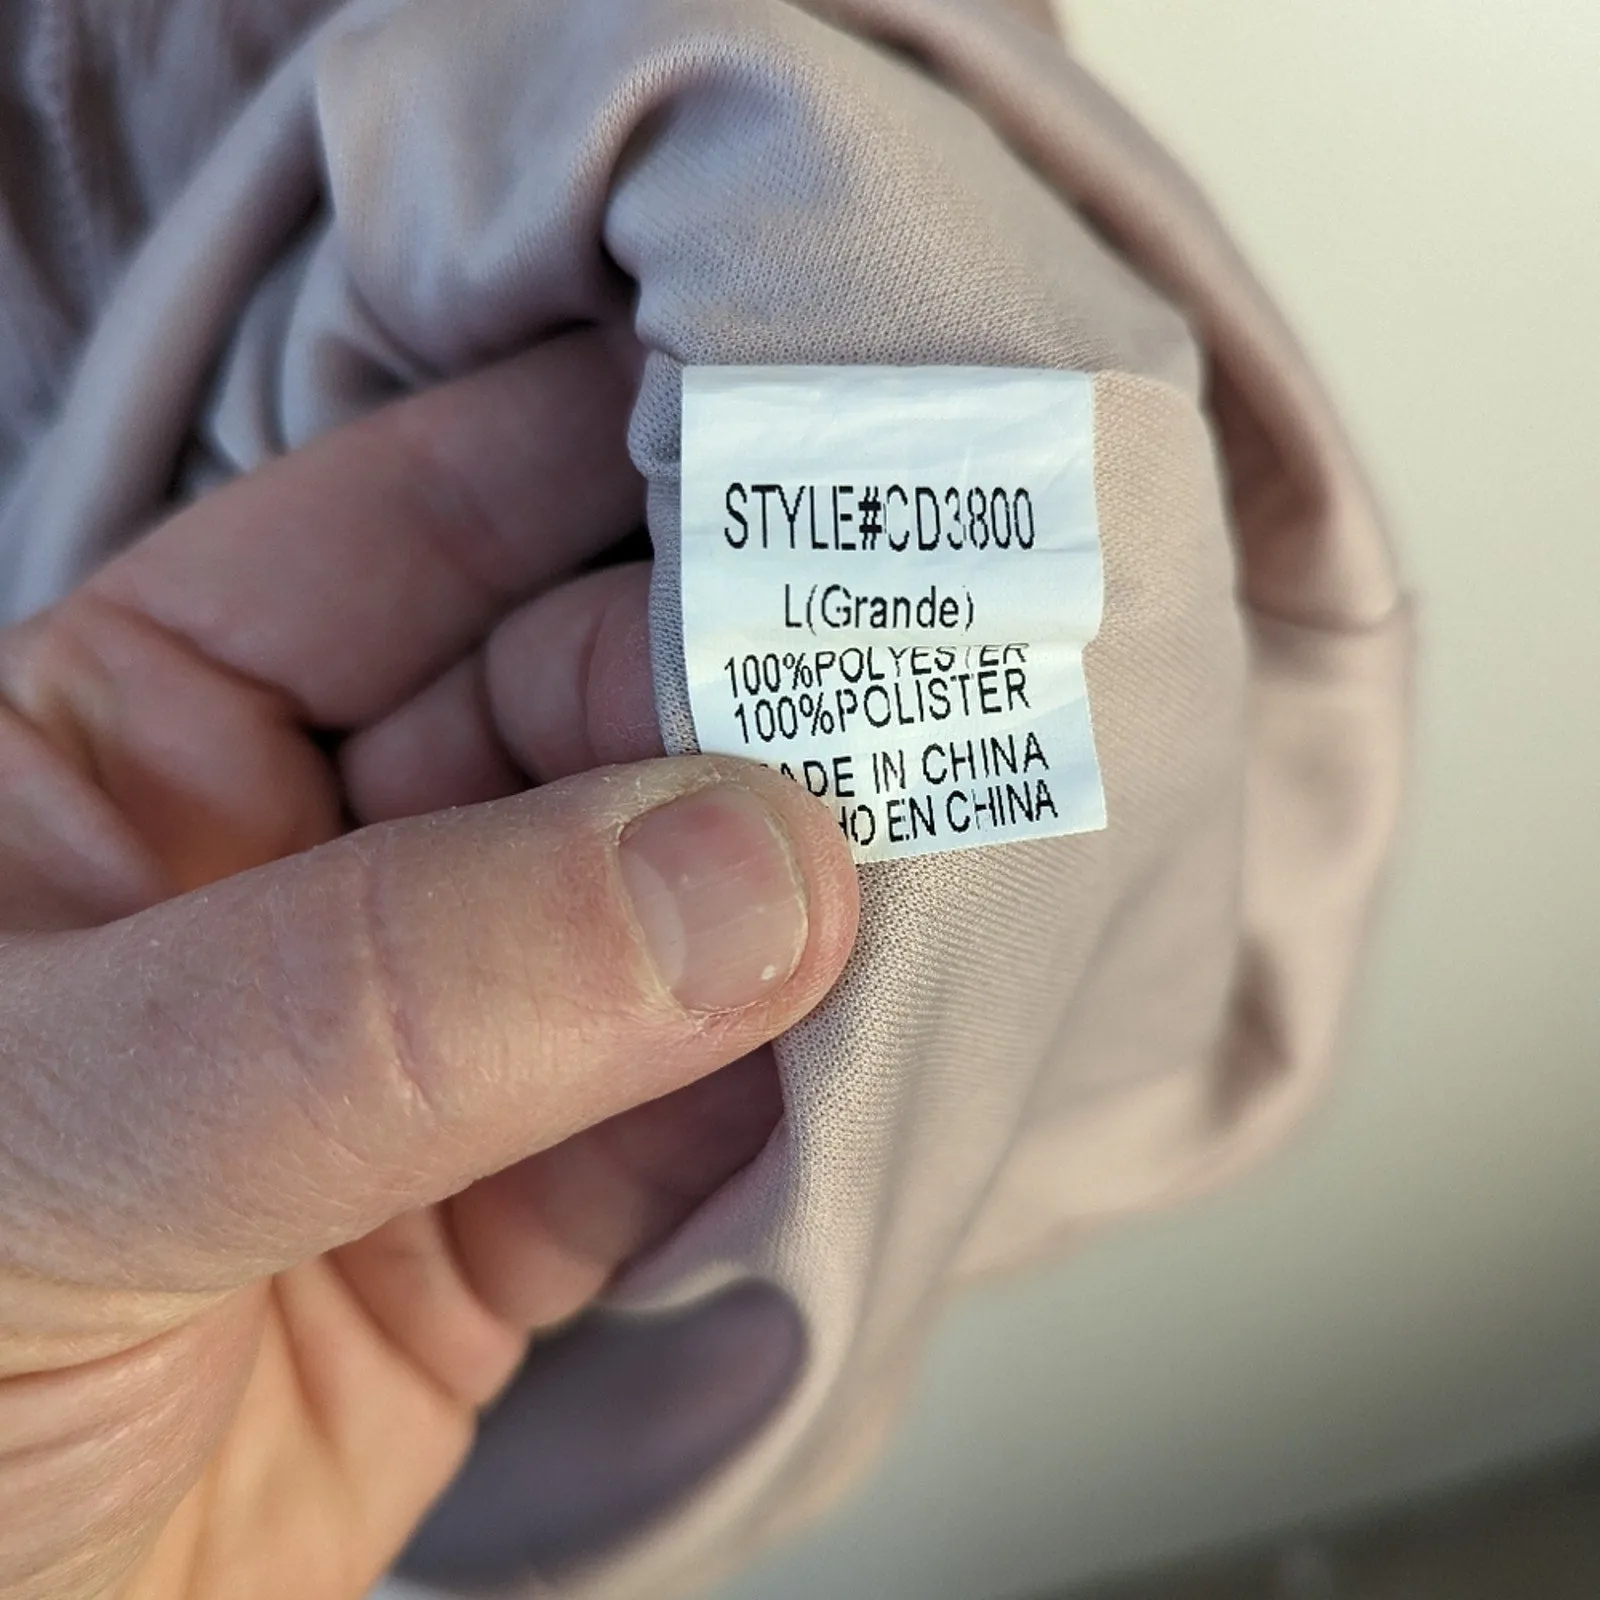 STYLE#CD3800
L(Grande)
100%POLYESTER
100%POLISTER
ADE IN CHINA
HO EN CHINA